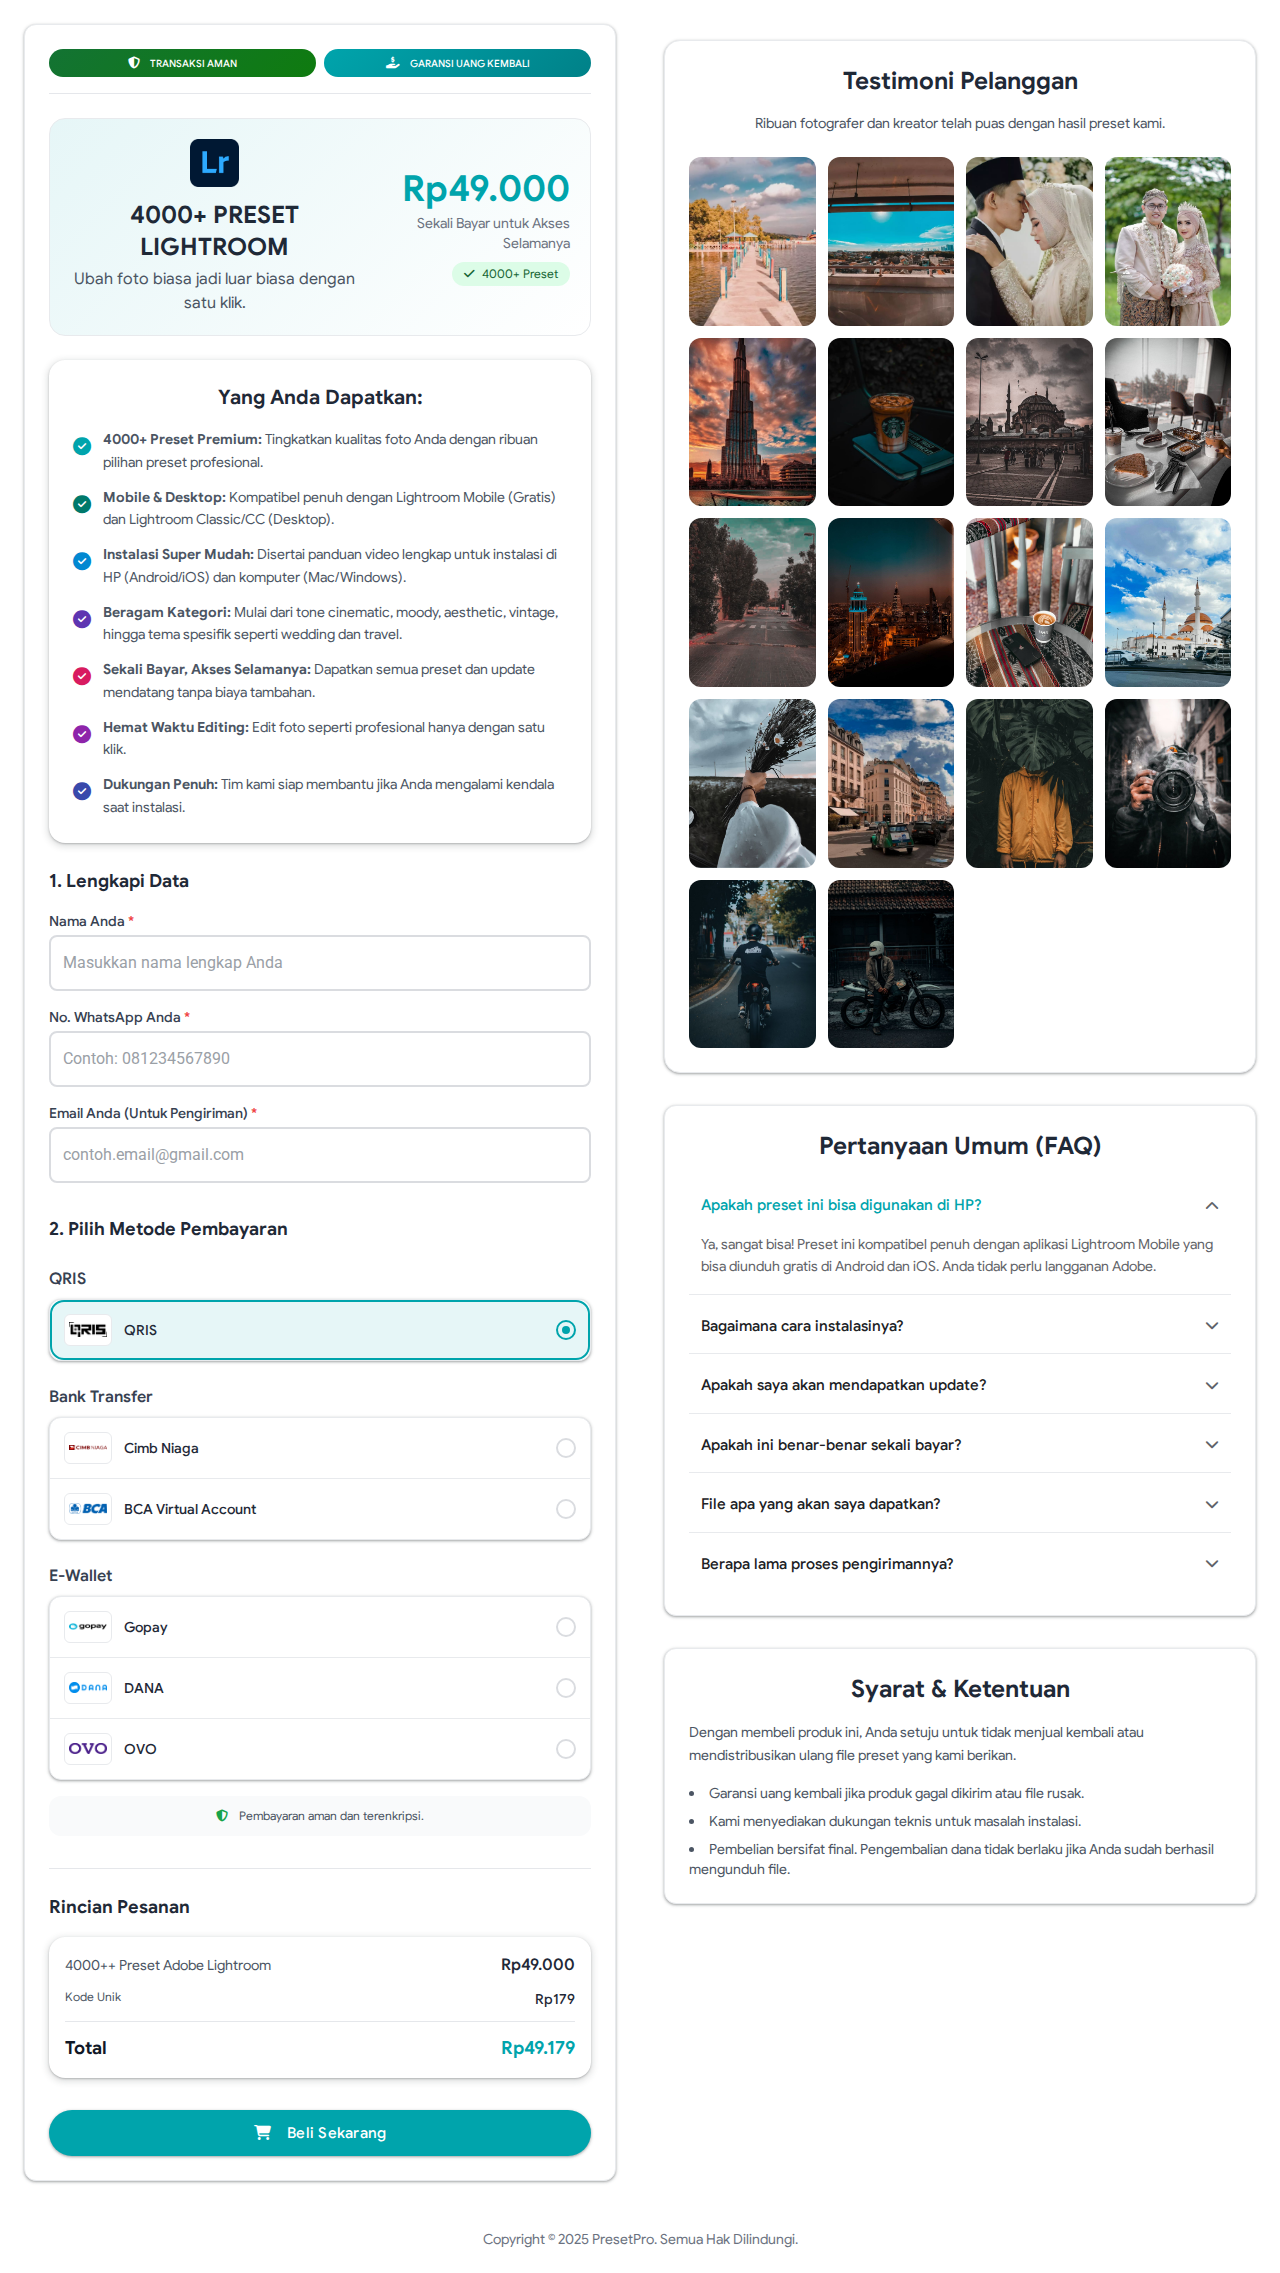 TRANSAKSI AMAN
GARANSI UANG KEMBALI
Lr
4000+ PRESET
LIGHTROOM
Ubah foto biasa jadi luar biasa dengan
satu klik.
Rp49.000
Sekali Bayar untuk Akses
Selamanya
4000+ Preset
Yang Anda Dapatkan:
4000+ Preset Premium: Tingkatkan kualitas foto Anda dengan ribuan
pilihan preset profesional.
Mobile & Desktop: Kompatibel penuh dengan Lightroom Mobile (Gratis)
dan Lightroom Classic/CC (Desktop).
Instalasi Super Mudah: Disertai panduan video lengkap untuk instalasi di
HP (Android/iOS) dan komputer (Mac/Windows).
Beragam Kategori: Mulai dari tone cinematic, moody, aesthetic, vintage,
hingga tema spesifik seperti wedding dan travel.
Sekali Bayar, Akses Selamanya: Dapatkan semua preset dan update
mendatang tanpa biaya tambahan.
Hemat Waktu Editing: Edit foto seperti profesional hanya dengan satu
klik.
Dukungan Penuh: Tim kami siap membantu jika Anda mengalami kendala
saat instalasi.
1. Lengkapi Data
Nama Anda *
Masukkan nama lengkap Anda
No. WhatsApp Anda *
Contoh: 081234567890
Email Anda (Untuk Pengiriman) *
contoh.email@gmail.com
2. Pilih Metode Pembayaran
QRIS
QRIS QRIS
Bank Transfer
CIMB NIAGA Cimb Niaga
BCA BCA Virtual Account
E-Wallet
gopay Gopay
DANA DANA
OVO OVO
Pembayaran aman dan terenkripsi.
Rincian Pesanan
4000++ Preset Adobe Lightroom Rp49.000
Kode Unik Rp179
Total Rp49.179
Beli Sekarang
Testimoni Pelanggan
Ribuan fotografer dan kreator telah puas dengan hasil preset kami.
Pertanyaan Umum (FAQ)
Apakah preset ini bisa digunakan di HP?
Ya, sangat bisa! Preset ini kompatibel penuh dengan aplikasi Lightroom Mobile yang
bisa diunduh gratis di Android dan iOS. Anda tidak perlu langganan Adobe.
Bagaimana cara instalasinya?
Apakah saya akan mendapatkan update?
Apakah ini benar-benar sekali bayar?
File apa yang akan saya dapatkan?
Berapa lama proses pengirimannya?
Syarat & Ketentuan
Dengan membeli produk ini, Anda setuju untuk tidak menjual kembali atau
mendistribusikan ulang file preset yang kami berikan.
• Garansi uang kembali jika produk gagal dikirim atau file rusak.
• Kami menyediakan dukungan teknis untuk masalah instalasi.
• Pembelian bersifat final. Pengembalian dana tidak berlaku jika Anda sudah berhasil
mengunduh file.
Copyright © 2025 PresetPro. Semua Hak Dilindungi.